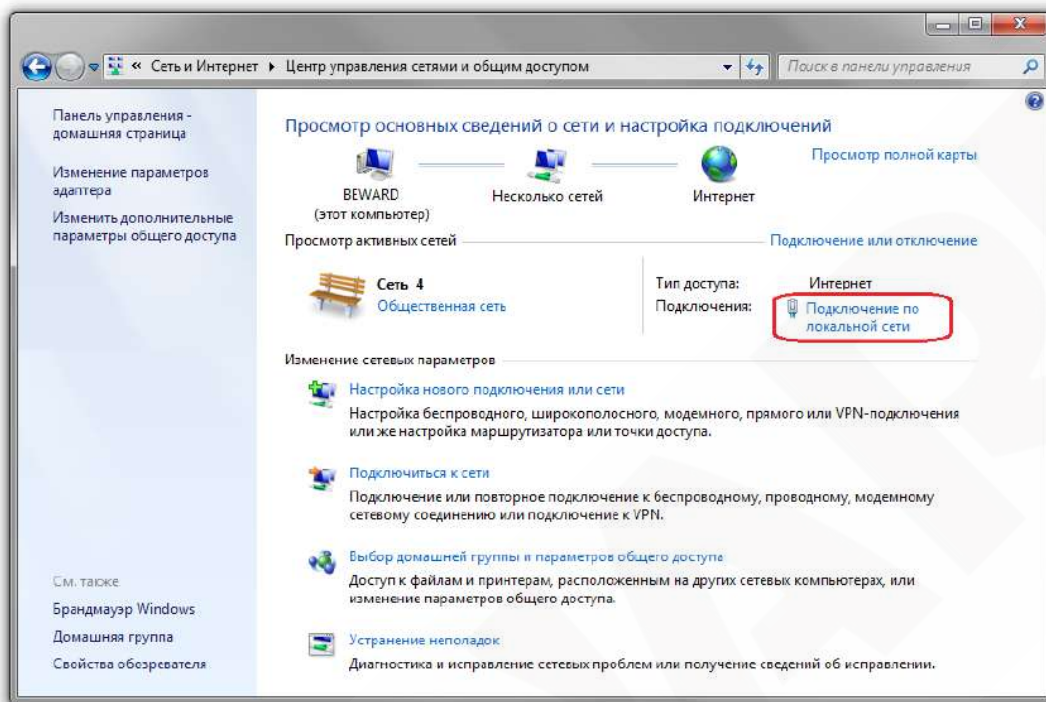 « Сеть и Интернет ▸ Центр управления сетями и общим доступом
Поиск в панели управления
Панель управления -
домашняя страница
Изменение параметров
адаптера
Изменить дополнительные
параметры общего доступа
См. также
Брандмауэр Windows
Домашняя группа
Свойства обозревателя
Просмотр основных сведений о сети и настройка подключений
Просмотр полной карты
BEWARD
(этот компьютер)
Несколько сетей
Интернет
Просмотр активных сетей
Подключение или отключение
Сеть 4
Общественная сеть
Тип доступа: Интернет
Подключения: Подключение по
локальной сети
Изменение сетевых параметров
Настройка нового подключения или сети
Настройка беспроводного, широкополосного, модемного, прямого или VPN-подключения
или же настройка маршрутизатора или точки доступа.
Подключиться к сети
Подключение или повторное подключение к беспроводному, проводному, модемному
сетевому соединению или подключение к VPN.
Выбор домашней группы и параметров общего доступа
Доступ к файлам и принтерам, расположенным на других сетевых компьютерах, или
изменение параметров общего доступа.
Устранение неполадок
Диагностика и исправление сетевых проблем или получение сведений об исправлении.